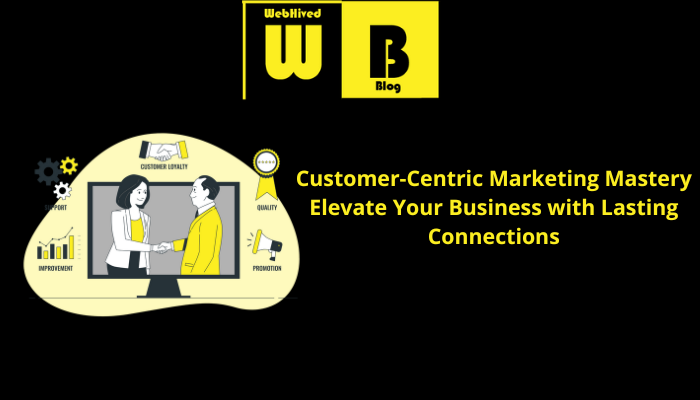 WebHived
W
B
Blog
CUSTOMER LOYALTY
SUPPORT
QUALITY
IMPROVEMENT
PROMOTION
Customer-Centric Marketing Mastery
Elevate Your Business with Lasting
Connections